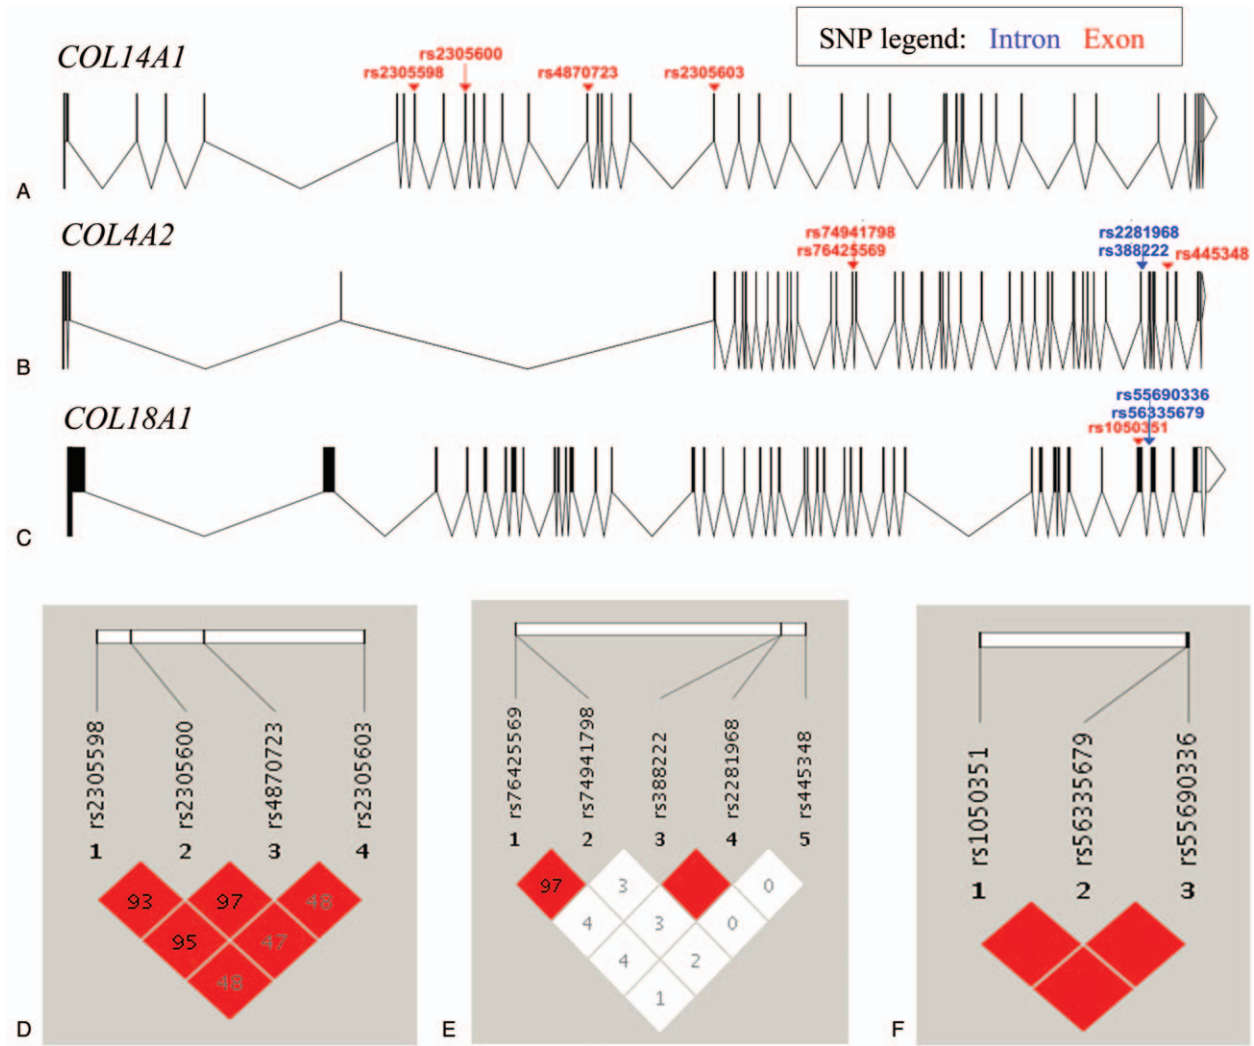 SNP legend: Intron Exon
COL14A1
rs2305600
rs2305598 rs4870723 rs2305603
A
COL4A2
rs74941798 rs2281968
rs76425569 rs388222 rs445348
B
COL18A1
rs55690336
rs56335679
rs1050351
C
rs2305598 rs2305600 rs4870723 rs2305603
1 2 3 4
93 97 48
95 47
48
D
rs76425569 rs74941798 rs388222 rs2281968 rs445348
1 2 3 4 5
97 3 0
4 3 0
4 2
1
E
rs1050351 rs56335679 rs55690336
1 2 3
F